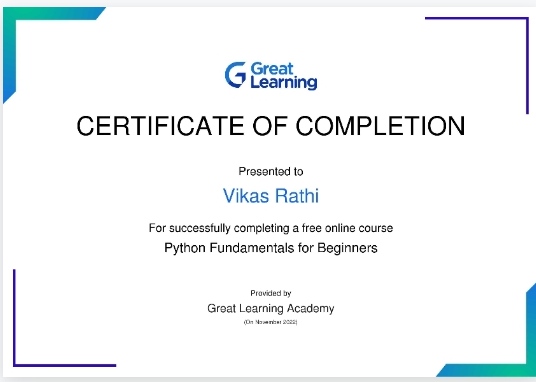 Great
Learning
CERTIFICATE OF COMPLETION
Presented to
Vikas Rathi
For successfully completing a free online course
Python Fundamentals for Beginners
Provided by
Great Learning Academy
(On November 2022)